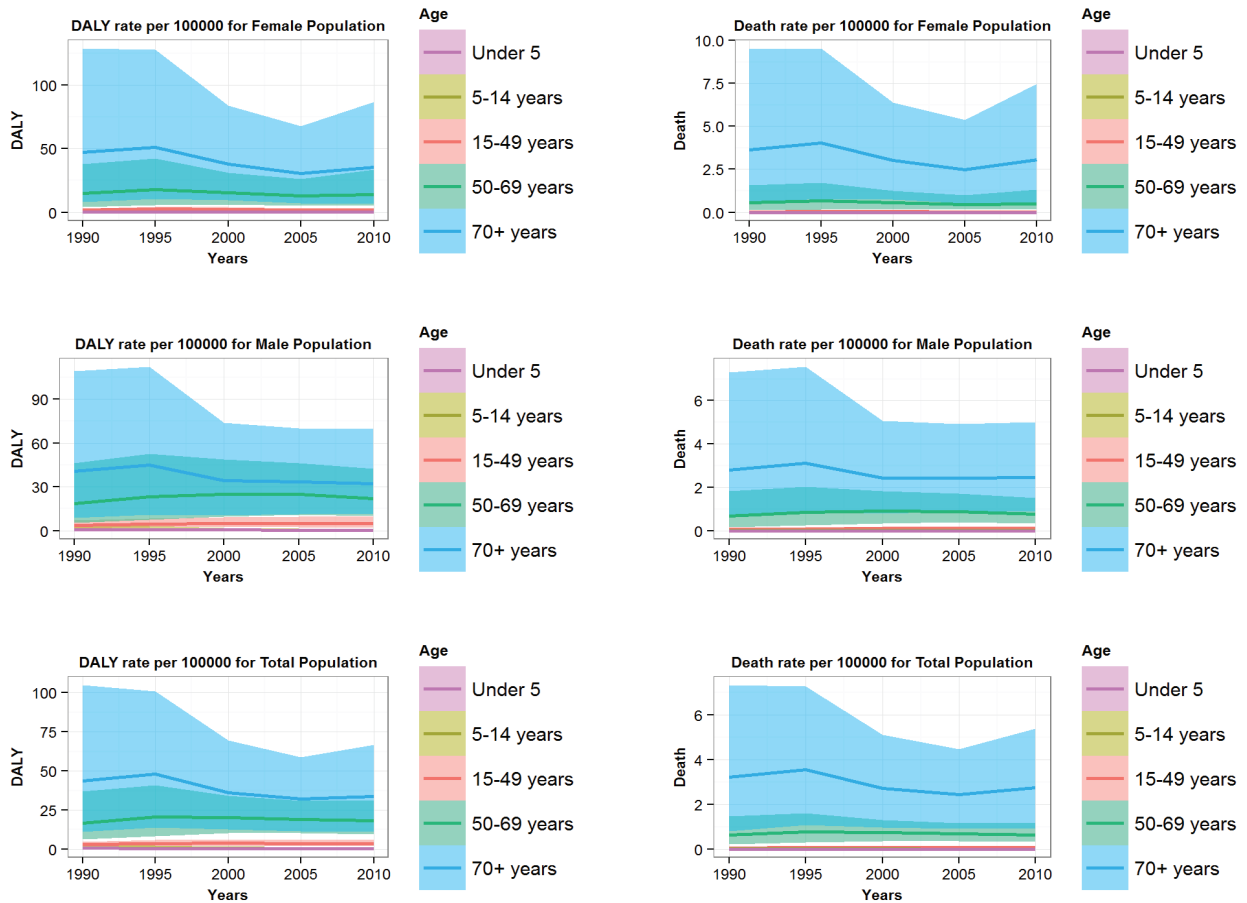 DALY rate per 100000 for Female Population
DALY
100
50
0
1990 1995 2000 2005 2010
Years
Age
Under 5
5-14 years
15-49 years
50-69 years
70+ years
Death rate per 100000 for Female Population
Death
10.0
7.5
5.0
2.5
0.0
1990 1995 2000 2005 2010
Years
Age
Under 5
5-14 years
15-49 years
50-69 years
70+ years
DALY rate per 100000 for Male Population
DALY
90
60
30
0
1990 1995 2000 2005 2010
Years
Age
Under 5
5-14 years
15-49 years
50-69 years
70+ years
Death rate per 100000 for Male Population
Death
6
4
2
0
1990 1995 2000 2005 2010
Years
Age
Under 5
5-14 years
15-49 years
50-69 years
70+ years
DALY rate per 100000 for Total Population
DALY
100
75
50
25
0
1990 1995 2000 2005 2010
Years
Age
Under 5
5-14 years
15-49 years
50-69 years
70+ years
Death rate per 100000 for Total Population
Death
6
4
2
0
1990 1995 2000 2005 2010
Years
Age
Under 5
5-14 years
15-49 years
50-69 years
70+ years